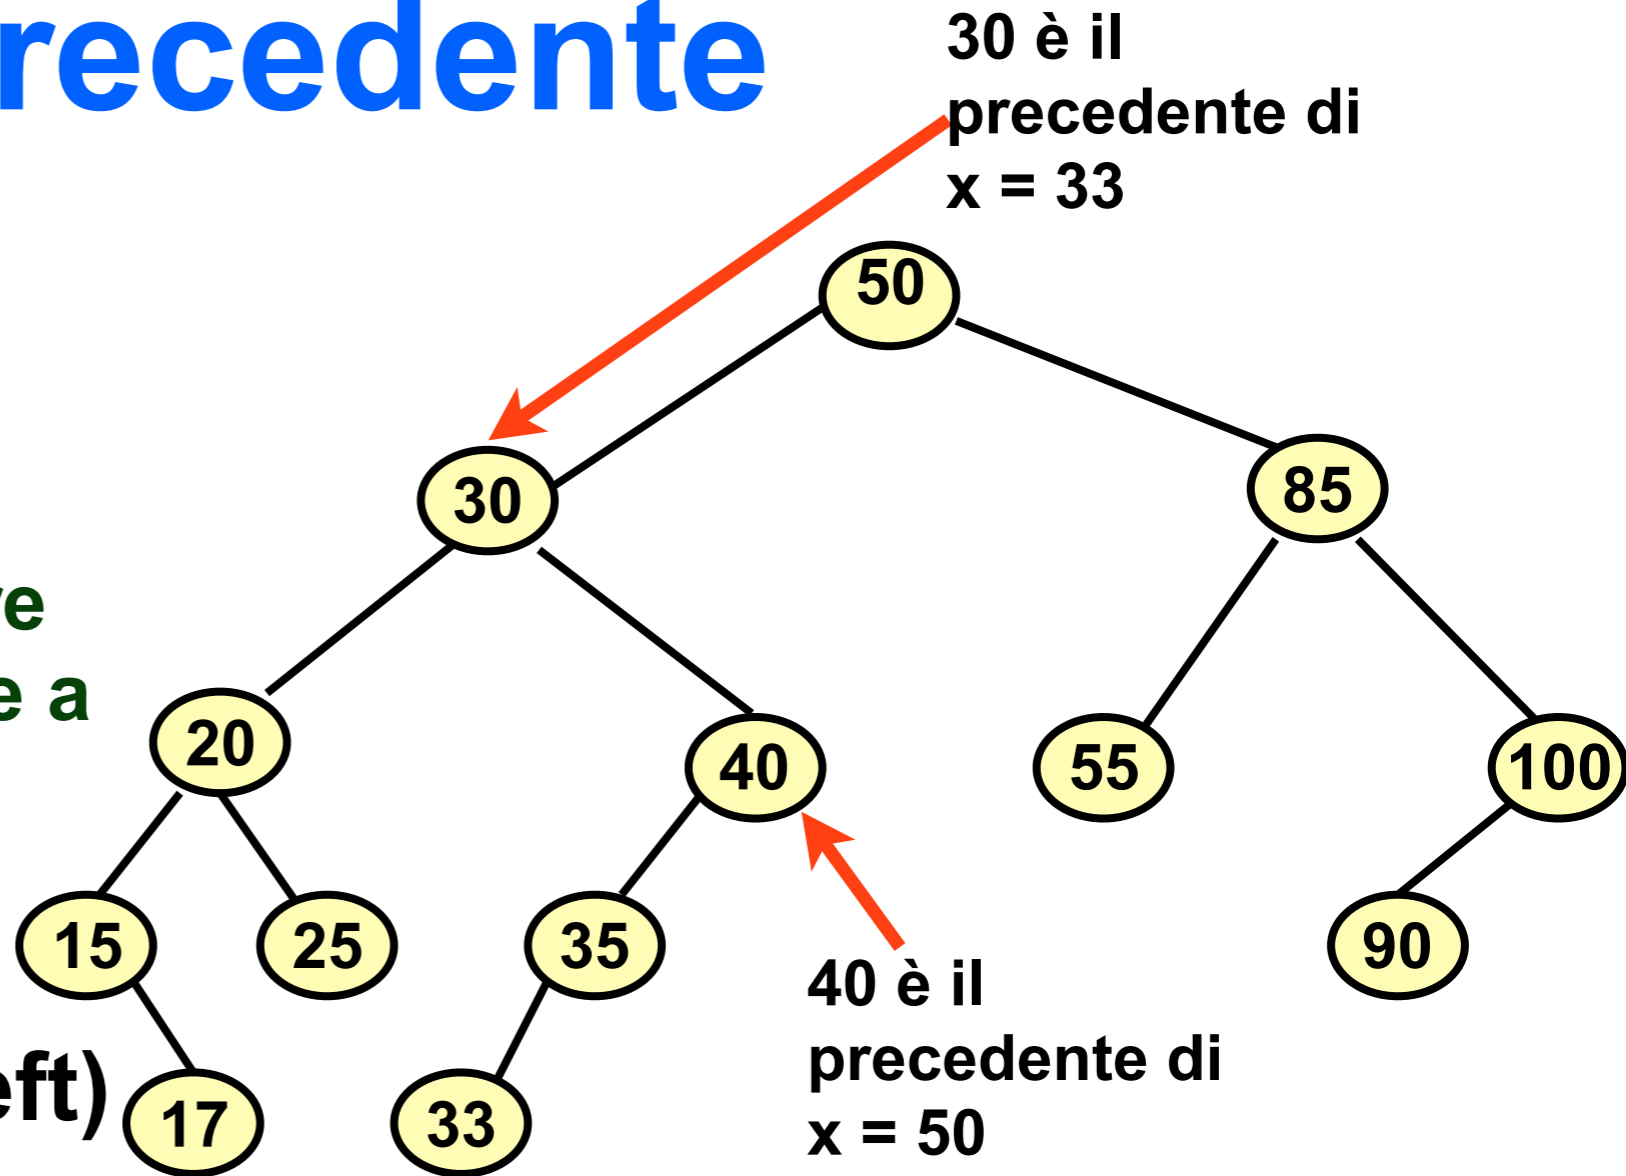 recedente
30 è il
precedente di
x = 33
50
30
85
re
e a
20
40
55
100
15
25
35
90
40 è il
precedente di
x = 50
eft)
17
33